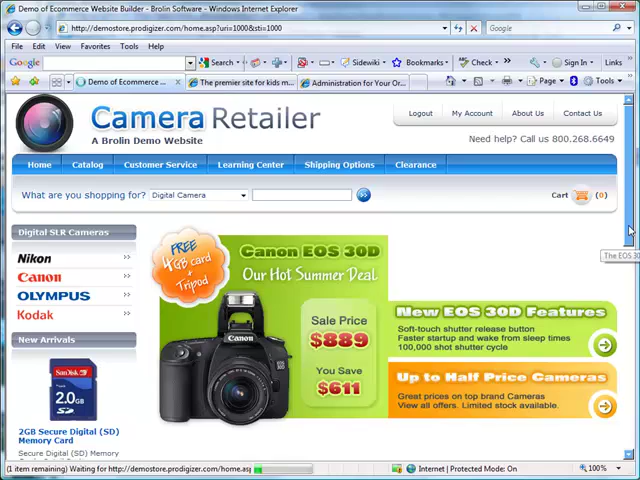 Demo of Ecommerce Website Builder - Brolin Software - Windows Internet Explorer
http://demostore.prodigizer.com/home.asp?uri=1000&sti=1000
Google
File Edit View Favorites Tools Help
Google Search Sidewiki Bookmarks Check Sign In
Demo of Ecommerce ... The premier site for kids m... Administration for Your Or... Page Tools
Camera Retailer
A Brolin Demo Website
Logout My Account About Us Contact Us
Need help? Call us 800.268.6649
Home Catalog Customer Service Learning Center Shipping Options Clearance
What are you shopping for? Digital Camera Cart (0)
Digital SLR Cameras
Nikon
Canon
OLYMPUS
Kodak
New Arrivals
SanDisk
2.0GB
SD
2GB Secure Digital (SD)
Memory Card
Secure Digital (SD) Memory
FREE
4GB card
+
Tripod
Canon EOS 30D
Our Hot Summer Deal
Canon
Sale Price
$889
You Save
$611
New EOS 30D Features
Soft-touch shutter release button
Faster startup and wake from sleep times
100,000 shot shutter cycle
Up to Half Price Cameras
Great prices on top brand Cameras
View all offers. Limited stock available.
The EOS 30
(1 item remaining) Waiting for http://demostore.prodigizer.com/home.asp Internet | Protected Mode: On 100%